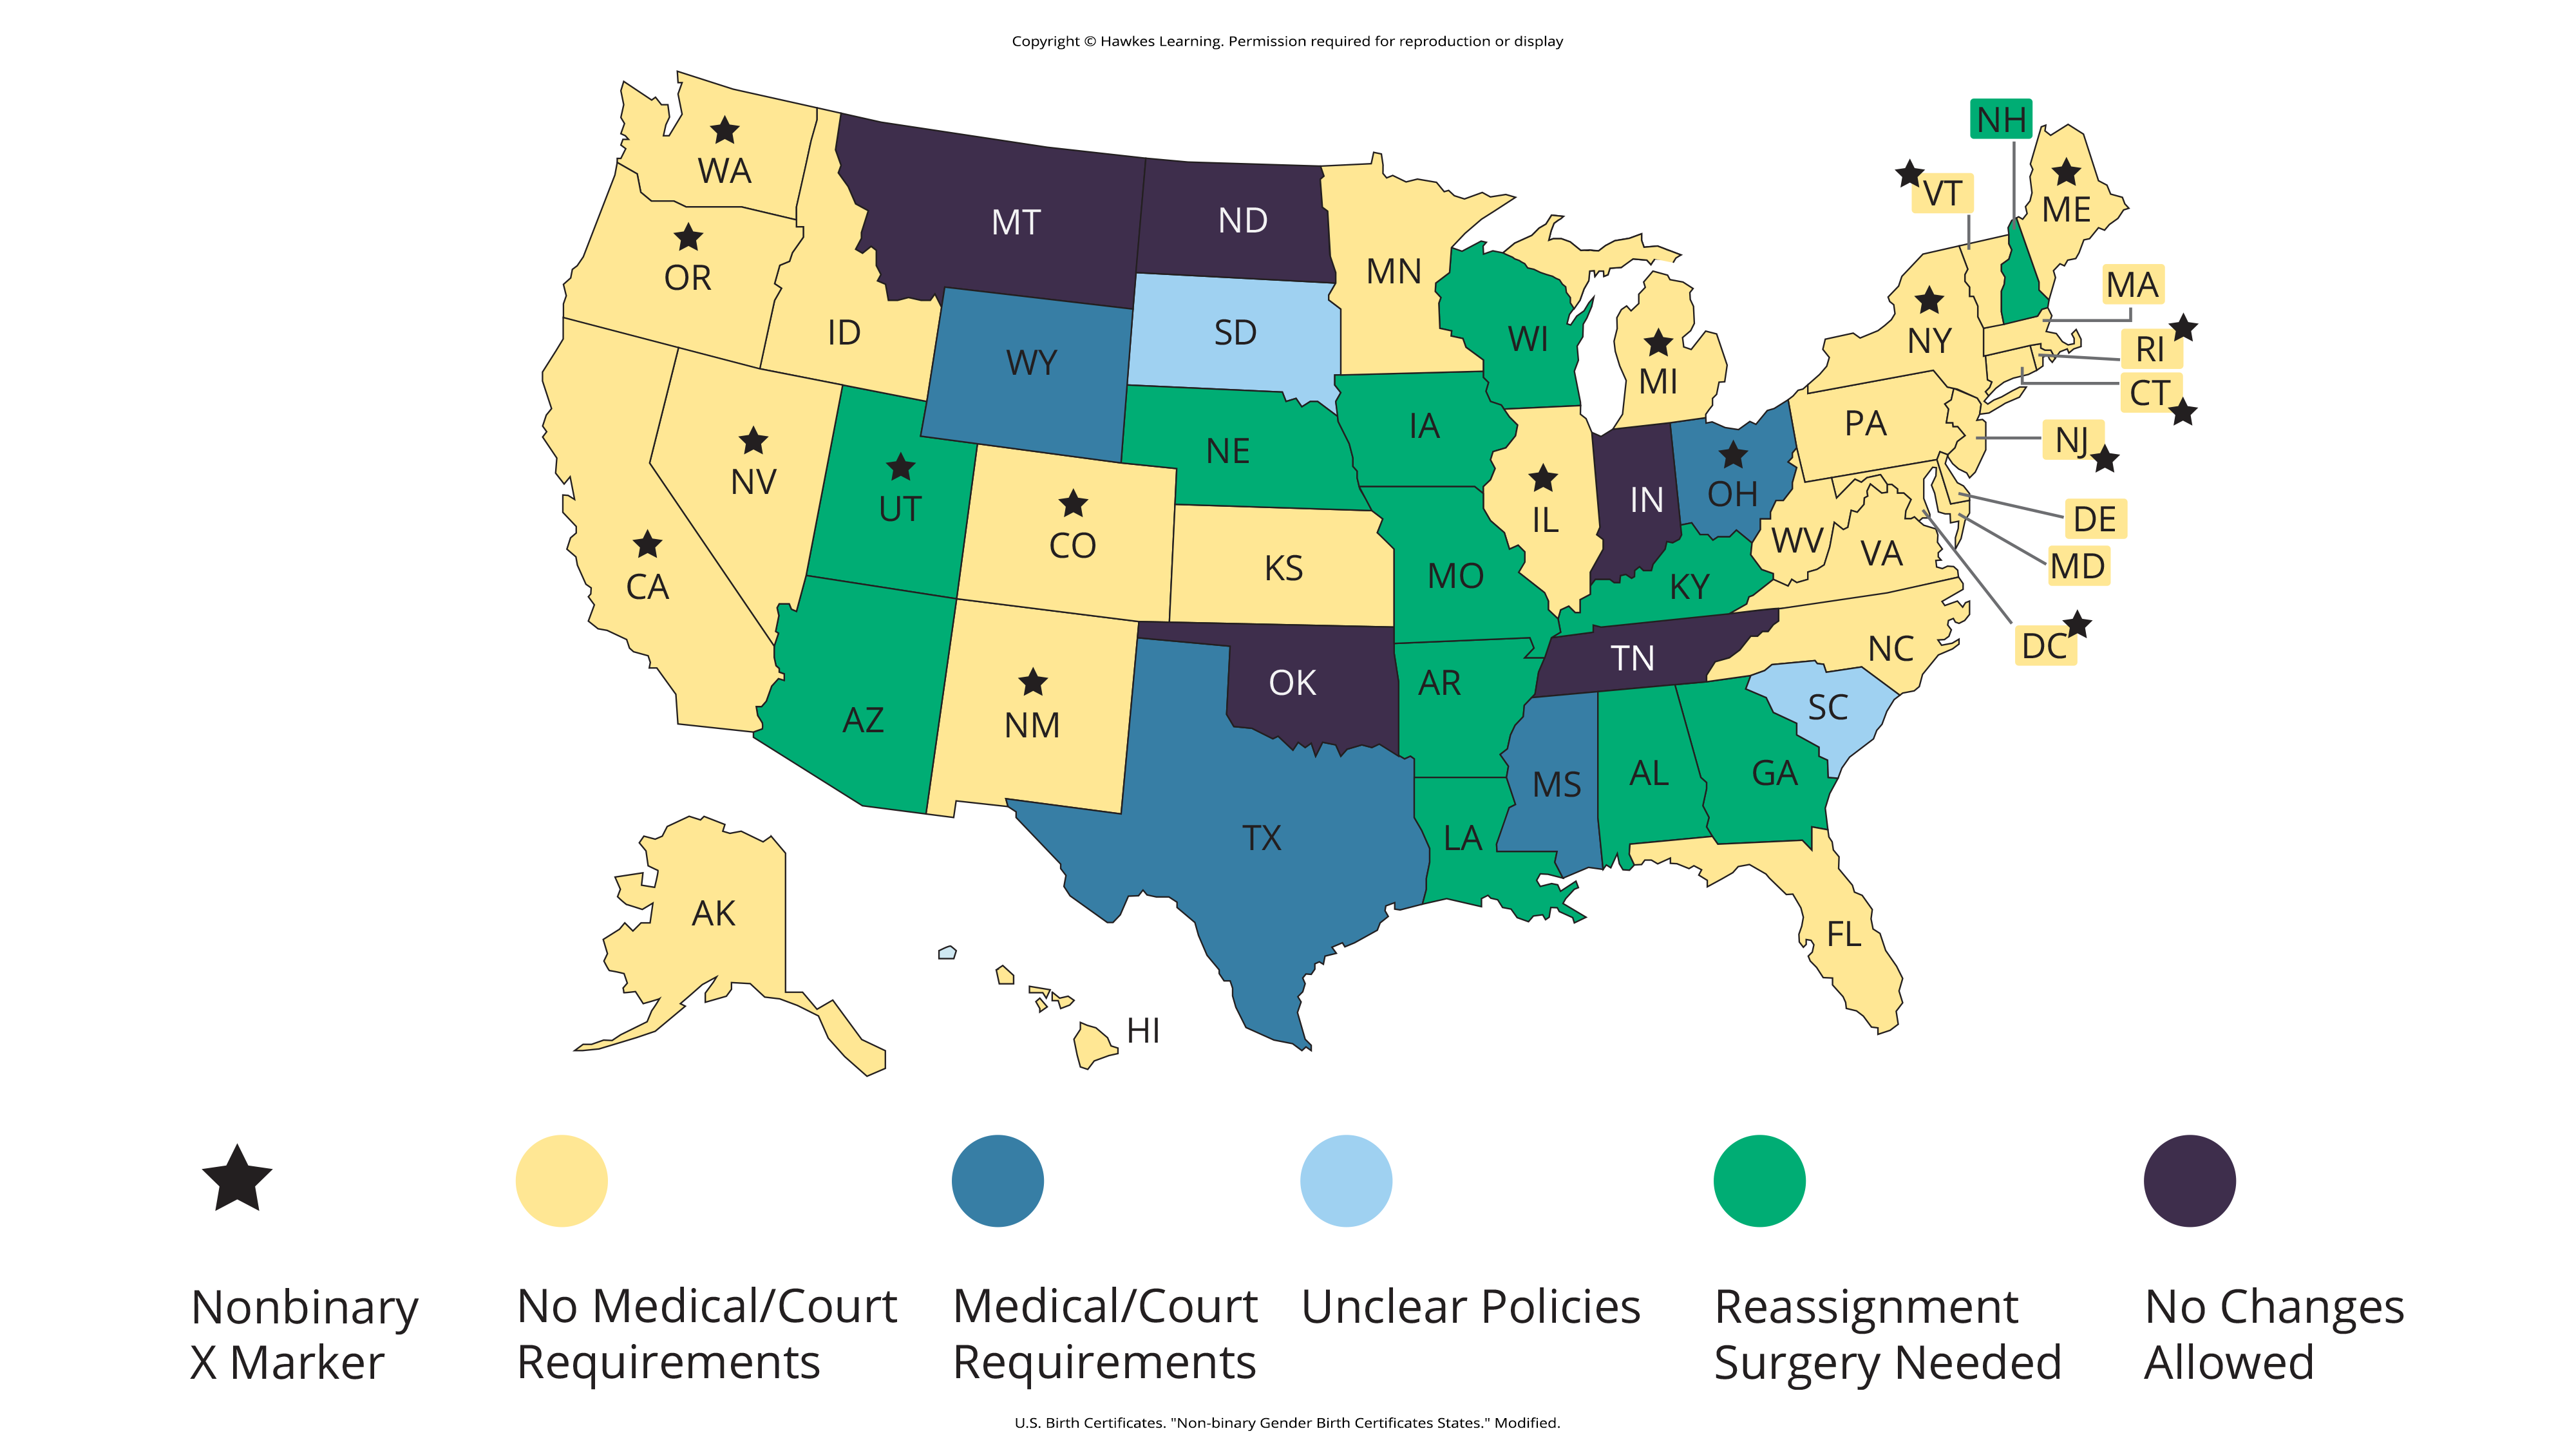 Copyright © Hawkes Learning. Permission required for reproduction or display
NH
WA
VT
ME
MT
ND
OR
MN
MA
ID
SD
WI
NY
RI
WY
MI
CT
IA
PA
NJ
NE
NV
UT
IN
OH
IL
DE
CO
WV
VA
MD
KS
MO
KY
CA
DC
NC
TN
OK
AR
SC
AZ
NM
MS
AL
GA
TX
LA
AK
FL
HI
Nonbinary
X Marker
No Medical/Court
Requirements
Medical/Court
Requirements
Unclear Policies
Reassignment
Surgery Needed
No Changes
Allowed
U.S. Birth Certificates. "Non-binary Gender Birth Certificates States." Modified.